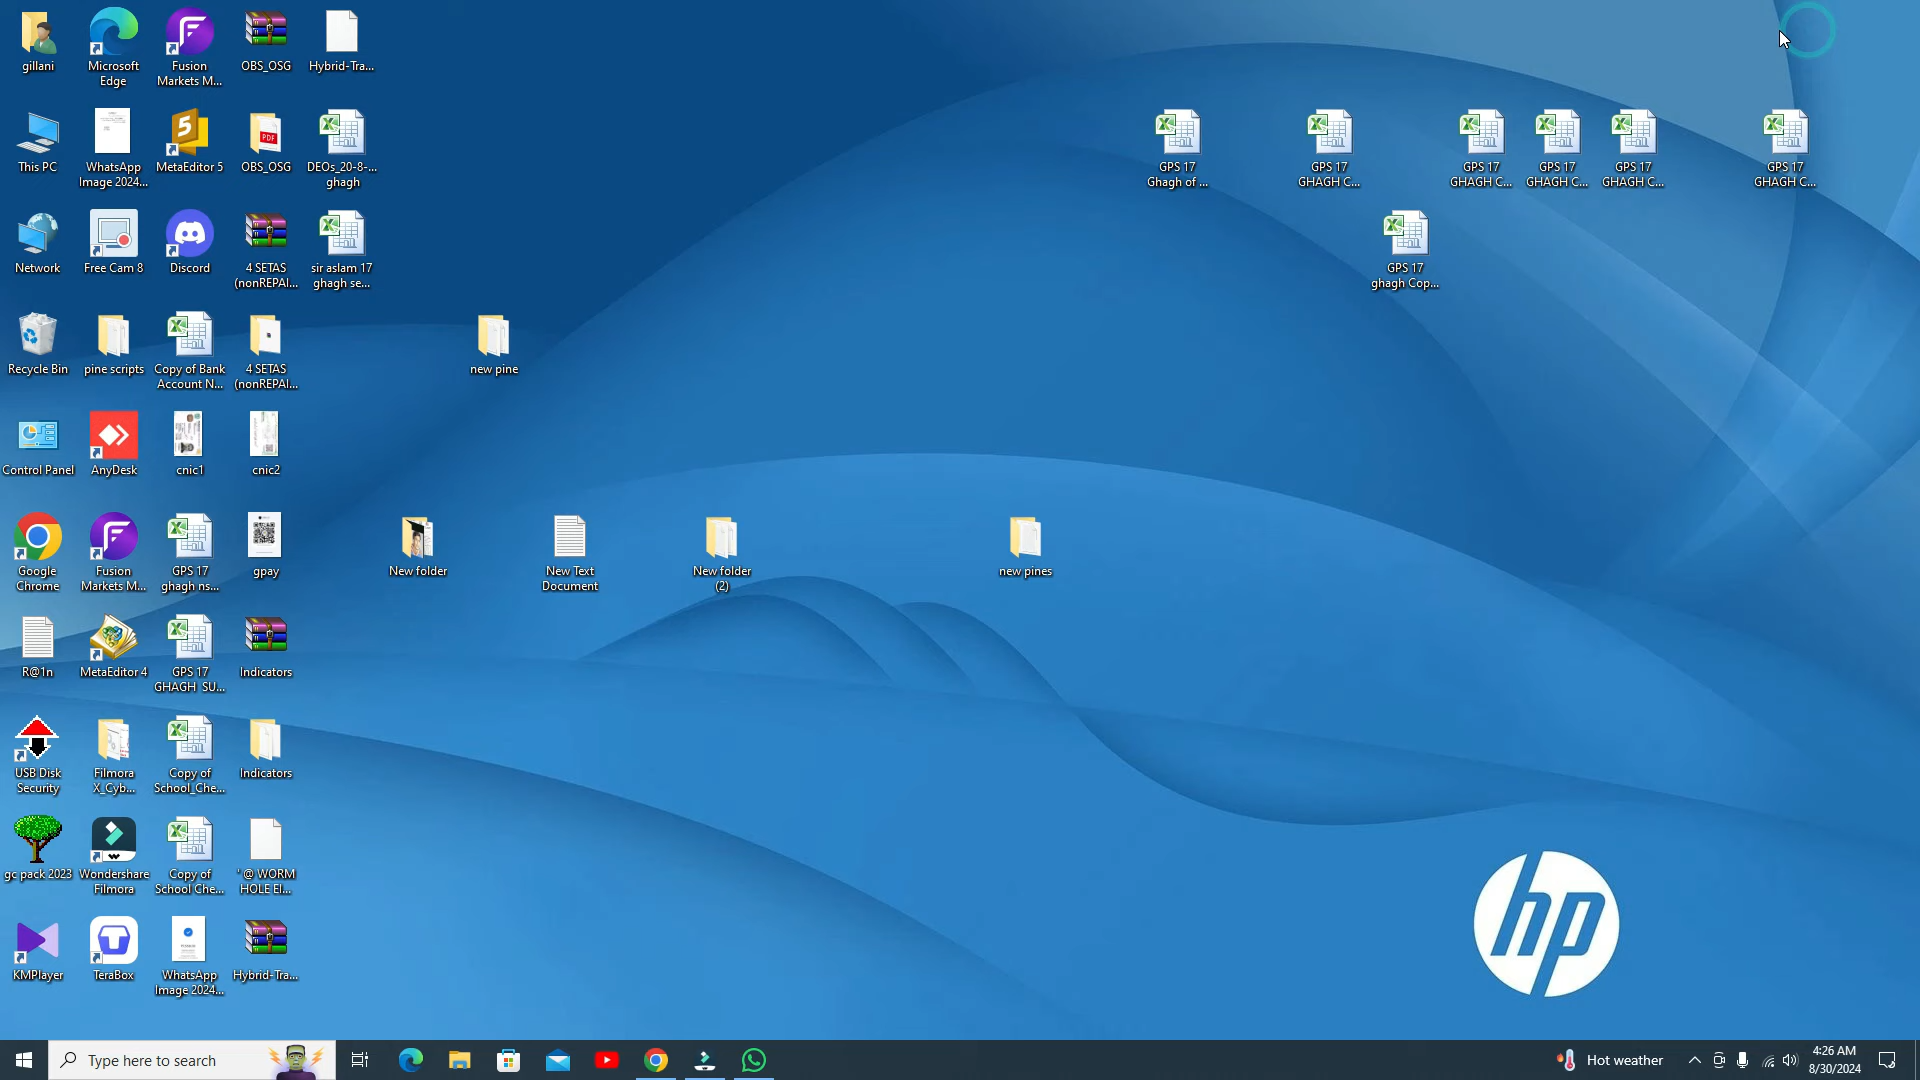 gillani
Microsoft
Edge
Fusion
Markets M...
OBS_OSG
Hybrid-Tra...
This PC
WhatsApp
Image 2024...
MetaEditor 5
OBS_OSG
DEOs_20-8-...
ghagh
GPS 17
Ghagh of ...
GPS 17
GHAGH C...
GPS 17
GHAGH C...
GPS 17
GHAGH C...
GPS 17
GHAGH C...
GPS 17
GHAGH C...
Network
Free Cam 8
Discord
4 SETAS
(nonREPAI...
sir aslam 17
ghagh se...
GPS 17
ghagh Cop...
Recycle Bin
pine scripts
Copy of Bank
Account N...
4 SETAS
(nonREPAI...
new pine
Control Panel
AnyDesk
cnic1
cnic2
Google
Chrome
Fusion
Markets M...
GPS 17
ghagh ns...
gpay
New folder
New Text
Document
New folder
(2)
new pines
R@1n
MetaEditor 4
GPS 17
GHAGH SU...
Indicators
USB Disk
Security
Filmora
X_Cyb...
Copy of
School_Che...
Indicators
gc pack 2023
Wondershare
Filmora
Copy of
School Che...
' @ WORM
HOLE El...
hp
KMPlayer
TeraBox
WhatsApp
Image 2024...
Hybrid-Tra...
Type here to search
Hot weather
4:26 AM
8/30/2024